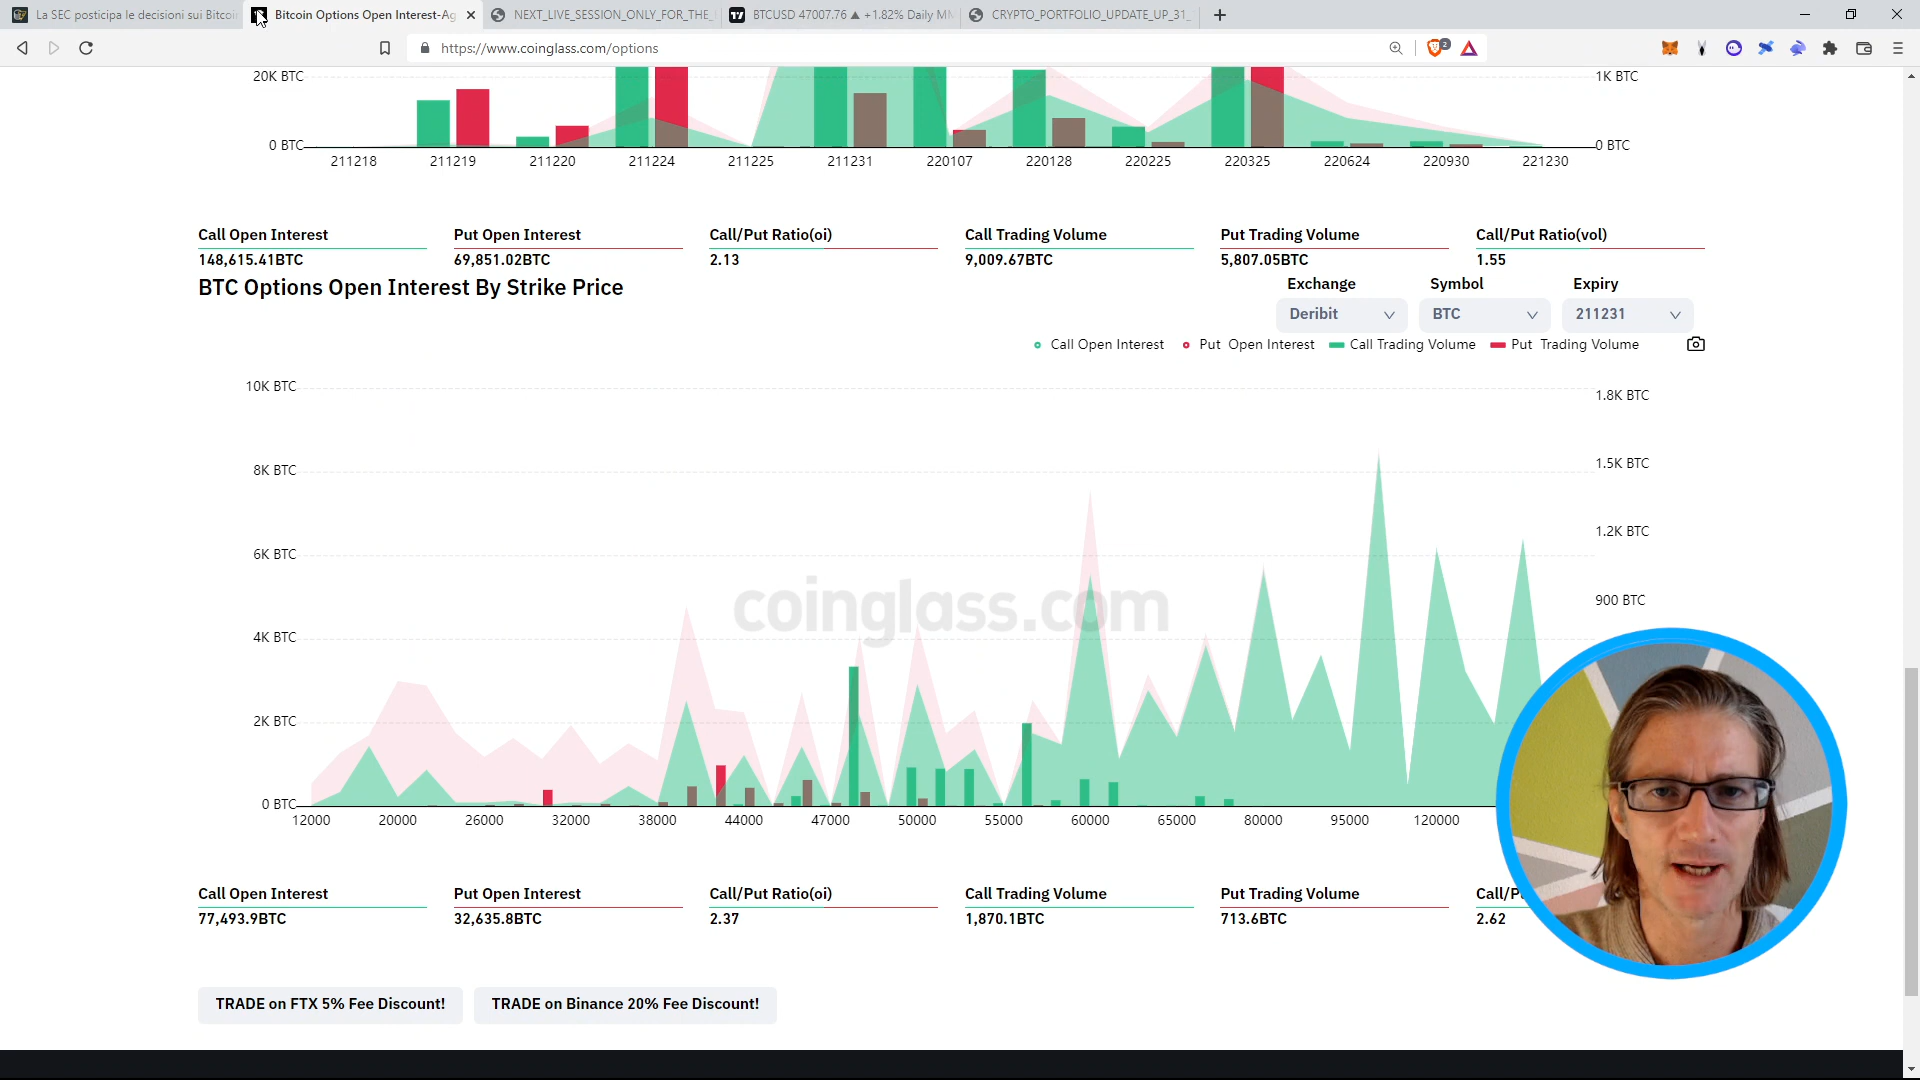 La SEC posticipa le decisioni sui Bitcoi
Bitcoin Options Open Interest-Ag
NEXT_LIVE_SESSION_ONLY_FOR_THE_
BTCUSD 47007.76 ▲ +1.82% Daily
CRYPTO_PORTFOLIO_UPDATE_UP_31_
https://www.coinglass.com/options
2
20K BTC
1K BTC
0 BTC
0 BTC
211218 211219 211220 211224 211225 211231 220107 220128 220225 220325 220624 220930 221230
Call Open Interest Put Open Interest Call/Put Ratio(oi) Call Trading Volume Put Trading Volume Call/Put Ratio(vol)
148,615.41BTC 69,851.02BTC 2.13 9,009.67BTC 5,807.05BTC 1.55
BTC Options Open Interest By Strike Price
Exchange Symbol Expiry
Deribit BTC 211231
Call Open Interest Put Open Interest Call Trading Volume Put Trading Volume
10K BTC
1.8K BTC
8K BTC
1.5K BTC
1.2K BTC
6K BTC
900 BTC
coinglass.com
4K BTC
2K BTC
0 BTC
12000 20000 26000 32000 38000 44000 47000 50000 55000 60000 65000 80000 95000 120000
Call Open Interest Put Open Interest Call/Put Ratio(oi) Call Trading Volume Put Trading Volume Call/P
77,493.9BTC 32,635.8BTC 2.37 1,870.1BTC 713.6BTC 2.62
TRADE on FTX 5% Fee Discount! TRADE on Binance 20% Fee Discount!